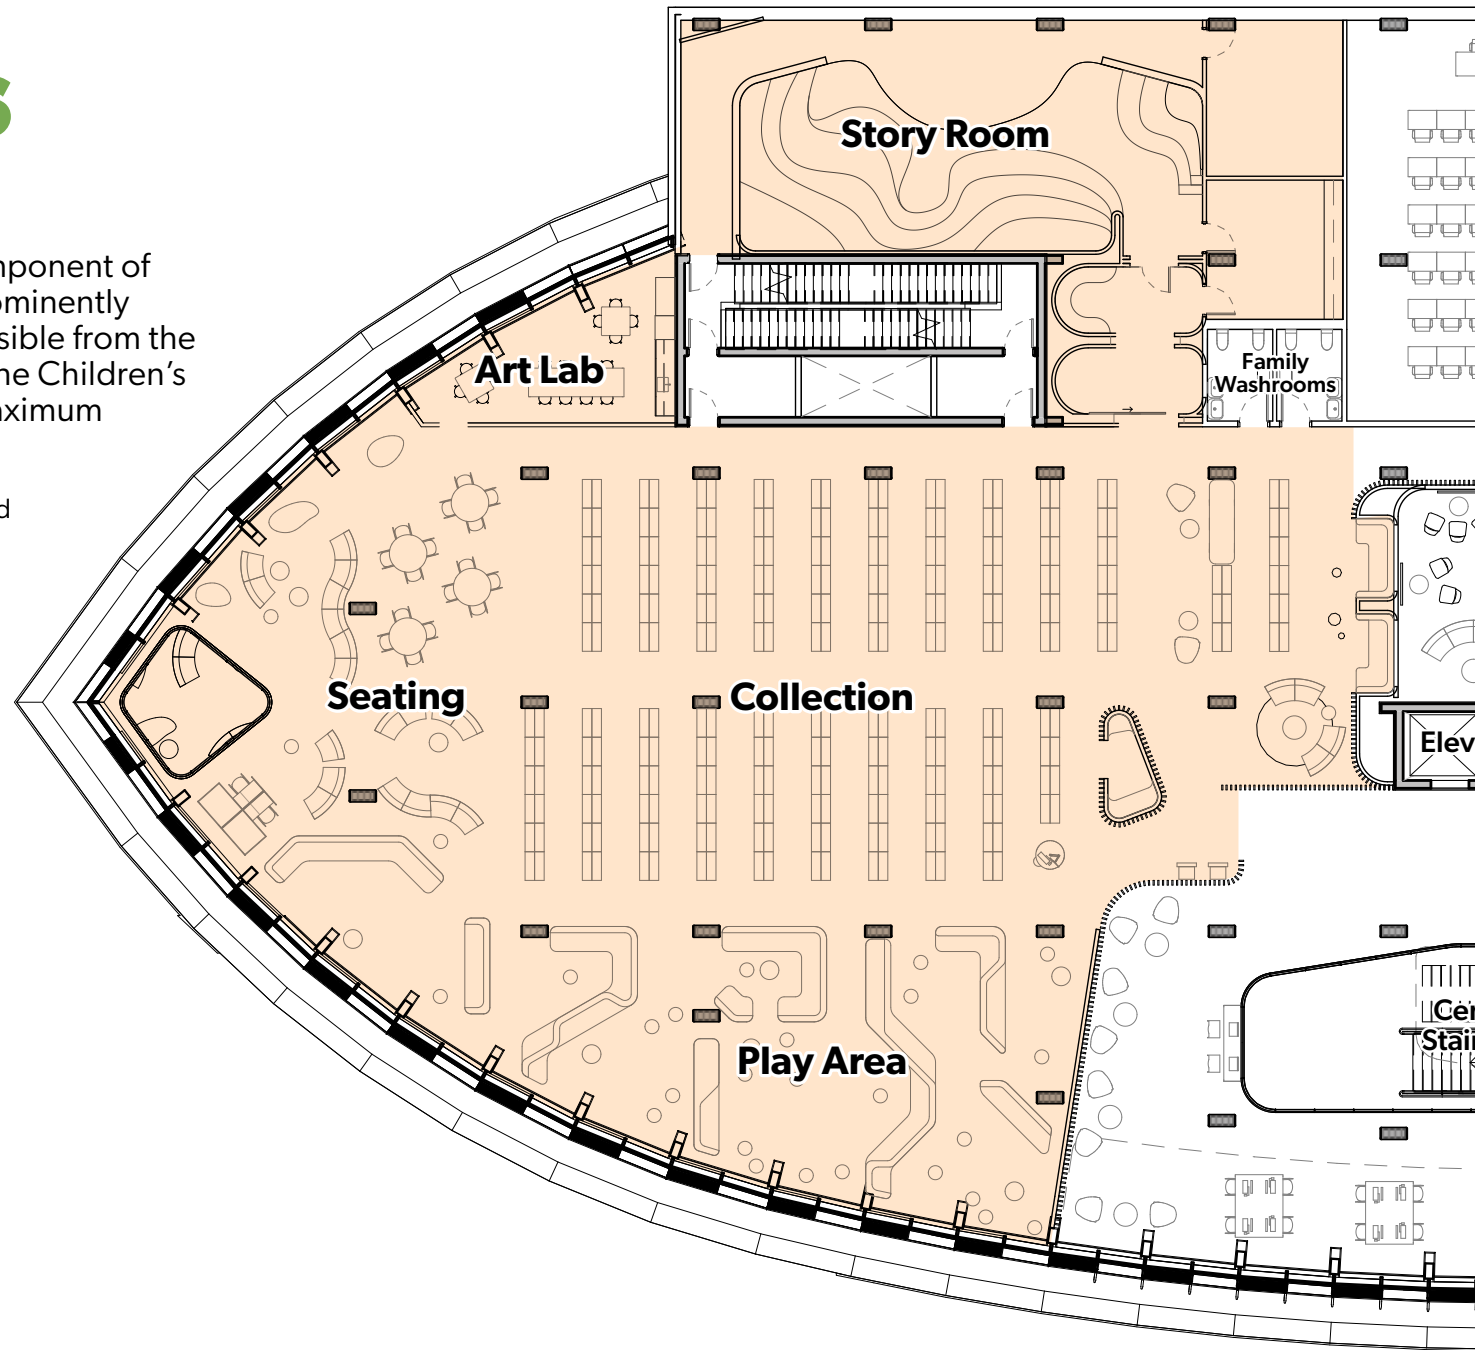 s
mponent of
ominently
sible from the
he Children's
aximum
d
Story Room
Art Lab
Family
Washrooms
Seating
Collection
Elev
Play Area
Cen
Stai